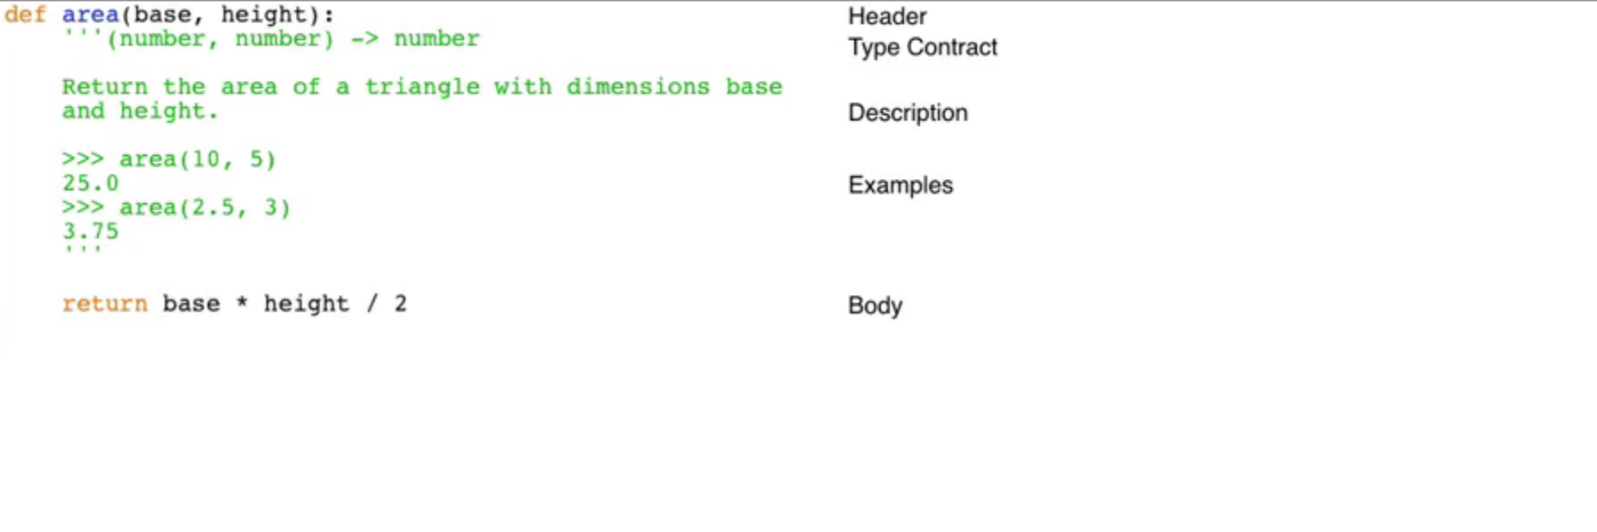 def area(base, height):
Header
'''(number, number) -> number
Type Contract
Return the area of a triangle with dimensions base
and height.
Description
>>> area(10, 5)
25.0
Examples
>>> area(2.5, 3)
3.75
'''
return base * height / 2
Body